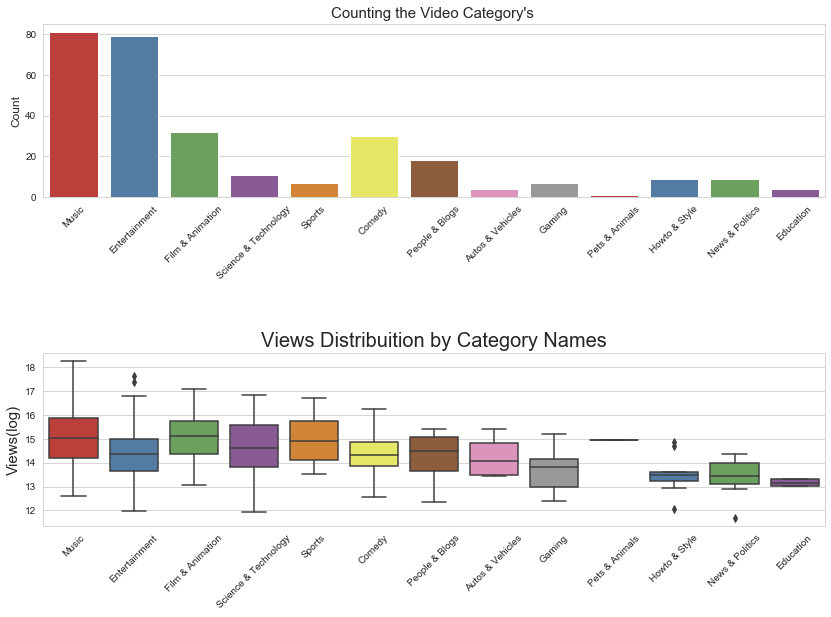 Counting the Video Category's
Count
80
60
40
20
0
Music
Entertainment
Film & Animation
Science & Technology
Sports
Comedy
People & Blogs
Autos & Vehicles
Gaming
Pets & Animals
Howto & Style
News & Politics
Education
Views Distribuition by Category Names
Views(log)
18
17
16
15
14
13
12
Music
Entertainment
Film & Animation
Science & Technology
Sports
Comedy
People & Blogs
Autos & Vehicles
Gaming
Pets & Animals
Howto & Style
News & Politics
Education